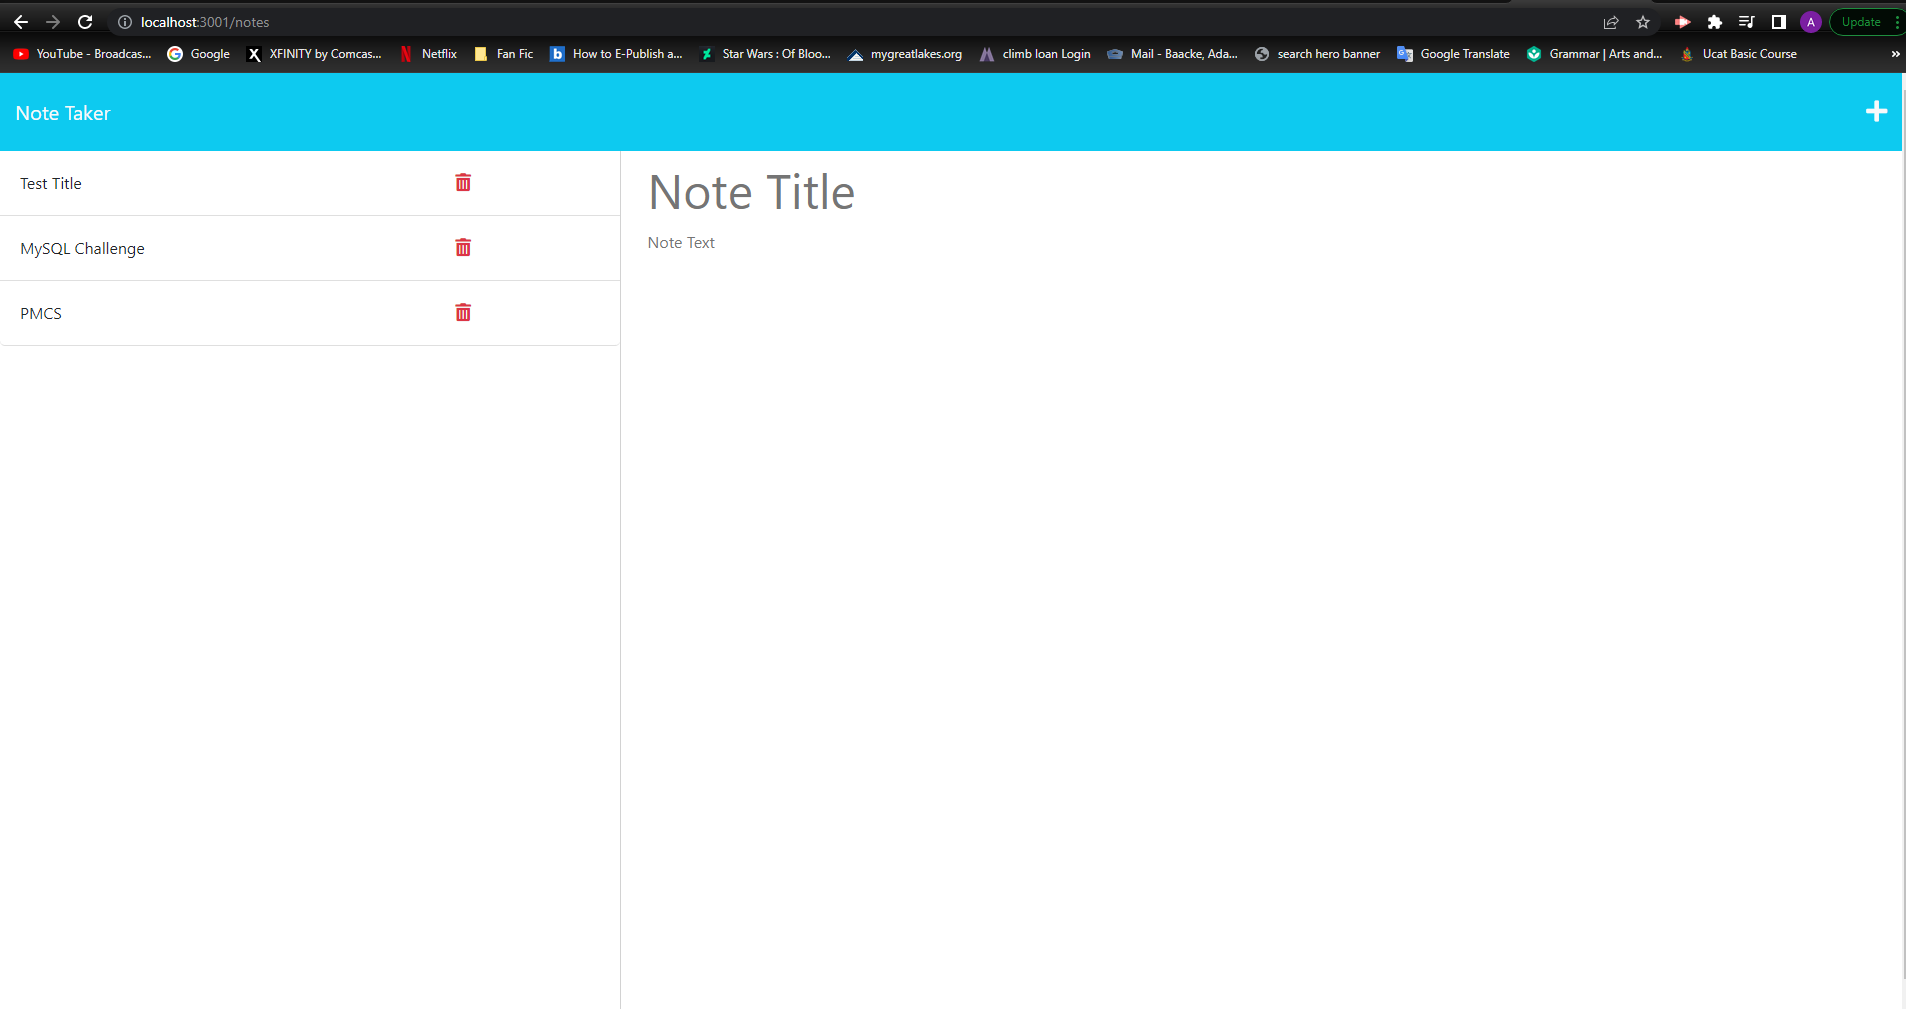 localhost:3001/notes
A
Update
YouTube - Broadcas...
Google
XFINITY by Comcas...
Netflix
Fan Fic
How to E-Publish a...
Star Wars : Of Bloo...
mygreatlakes.org
climb loan Login
Mail - Baacke, Ada...
search hero banner
Google Translate
Grammar | Arts and...
Ucat Basic Course
»
Note Taker
Test Title
MySQL Challenge
PMCS
Note Title
Note Text